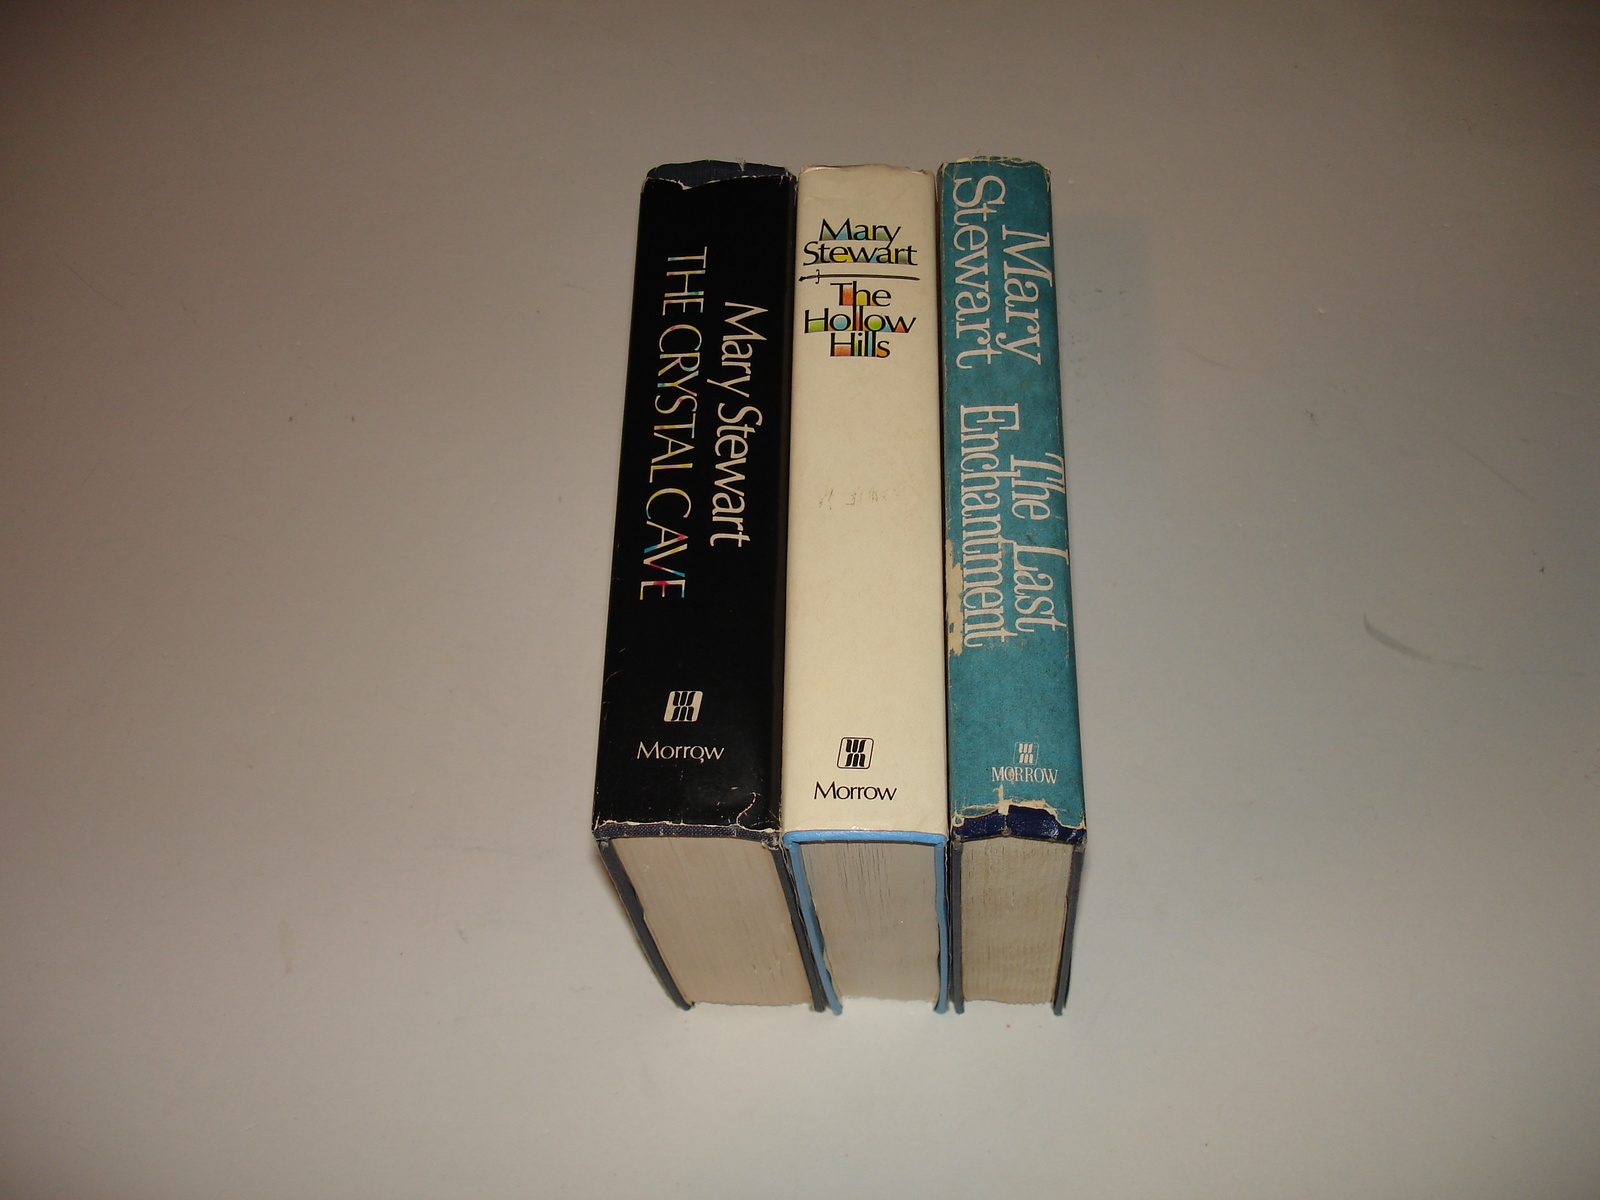 Mary Stewart
THE CRYSTAL CAVE
Morrow
Mary
Stewart
The
Hollow
Hills
Morrow
Mary
Stewart
The Last
Enchantment
MORROW